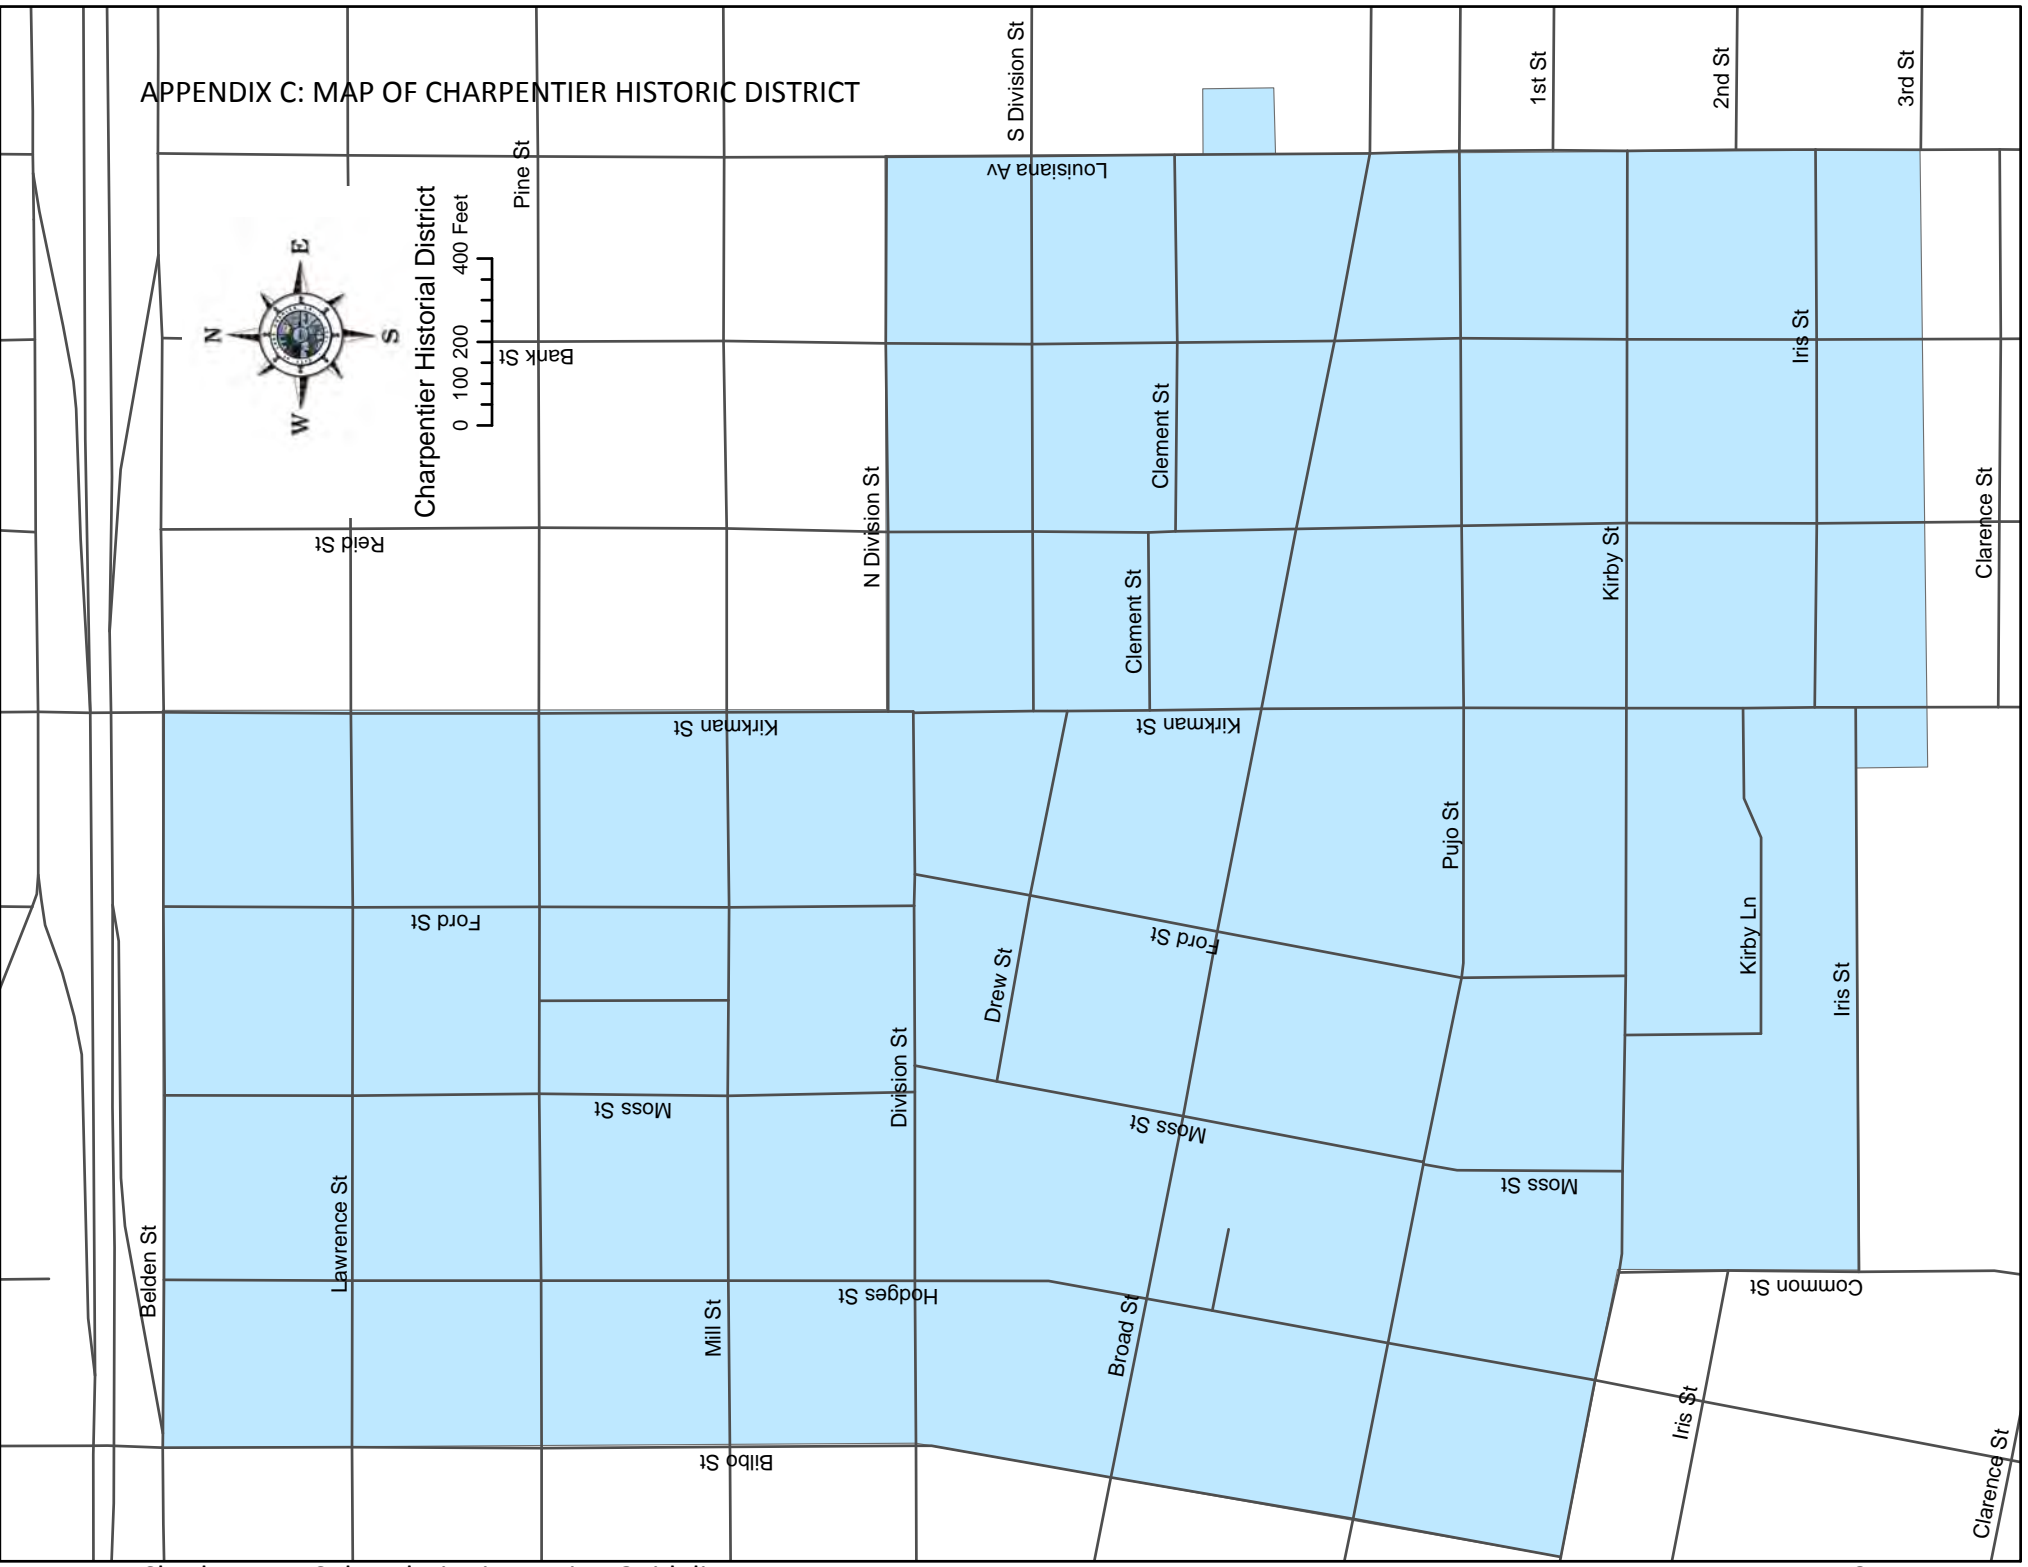 APPENDIX C: MAP OF CHARPENTIER HISTORIC DISTRICT
S Division St
1st St
2nd St
3rd St
Pine St
Louisiana Av
N
E
S
W
Charpentier Historical District
0 100 200 400 Feet
Bank St
Iris St
Clement St
N Division St
Reid St
Clement St
Kirby St
Clarence St
Kirkman St
Kirkman St
Pujo St
Ford St
Ford St
Drew St
Kirby Ln
Iris St
Division St
Moss St
Moss St
Moss St
Lawrence St
Belden St
Hodges St
Mill St
Broad St
Common St
Iris St
Bilbo St
Clarence St